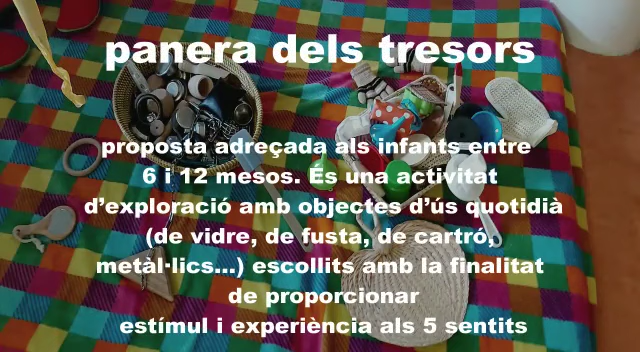 panera dels tresors
proposta adreçada als infants entre
6 i 12 mesos. És una activitat
d’exploració amb objectes d’ús quotidià
(de vidre, de fusta, de cartró,
metàl·lics...) escollits amb la finalitat
de proporcionar
estímul i experiència als 5 sentits